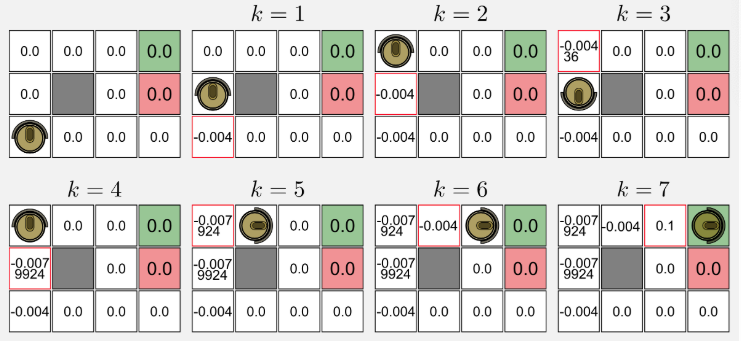 0.0 0.0 0.0 0.0
0.0 0.0 0.0
0.0 0.0 0.0
k = 1
0.0 0.0 0.0 0.0
0.0 0.0
-0.004 0.0 0.0 0.0
k = 2
0.0 0.0 0.0
-0.004 0.0 0.0
-0.004 0.0 0.0 0.0
k = 3
-0.004 0.0 0.0 0.0
36
0.0 0.0
-0.004 0.0 0.0 0.0
k = 4
0.0 0.0 0.0
-0.007 0.0 0.0
9924
-0.004 0.0 0.0 0.0
k = 5
-0.007 0.0 0.0
924
-0.007 0.0 0.0
9924
-0.004 0.0 0.0 0.0
k = 6
-0.007 -0.004 0.0
924
-0.007 0.0 0.0
9924
-0.004 0.0 0.0 0.0
k = 7
-0.007 -0.004 0.1
924
-0.007 0.0 0.0
9924
-0.004 0.0 0.0 0.0